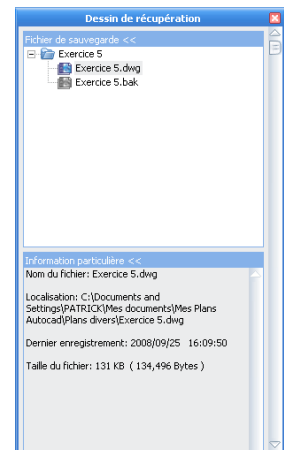 Dessin de récupération
Fichier de sauvegarde <<
Exercice 5
Exercice 5.dwg
Exercice 5.bak
Information particulière <<
Nom du fichier: Exercice 5.dwg
Localisation: C:\Documents and
Settings\PATRICK\Mes documents\Mes Plans
Autocad\Plans divers\Exercice 5.dwg
Dernier enregistrement: 2008/09/25 16:09:50
Taille du fichier: 131 KB ( 134,496 Bytes )